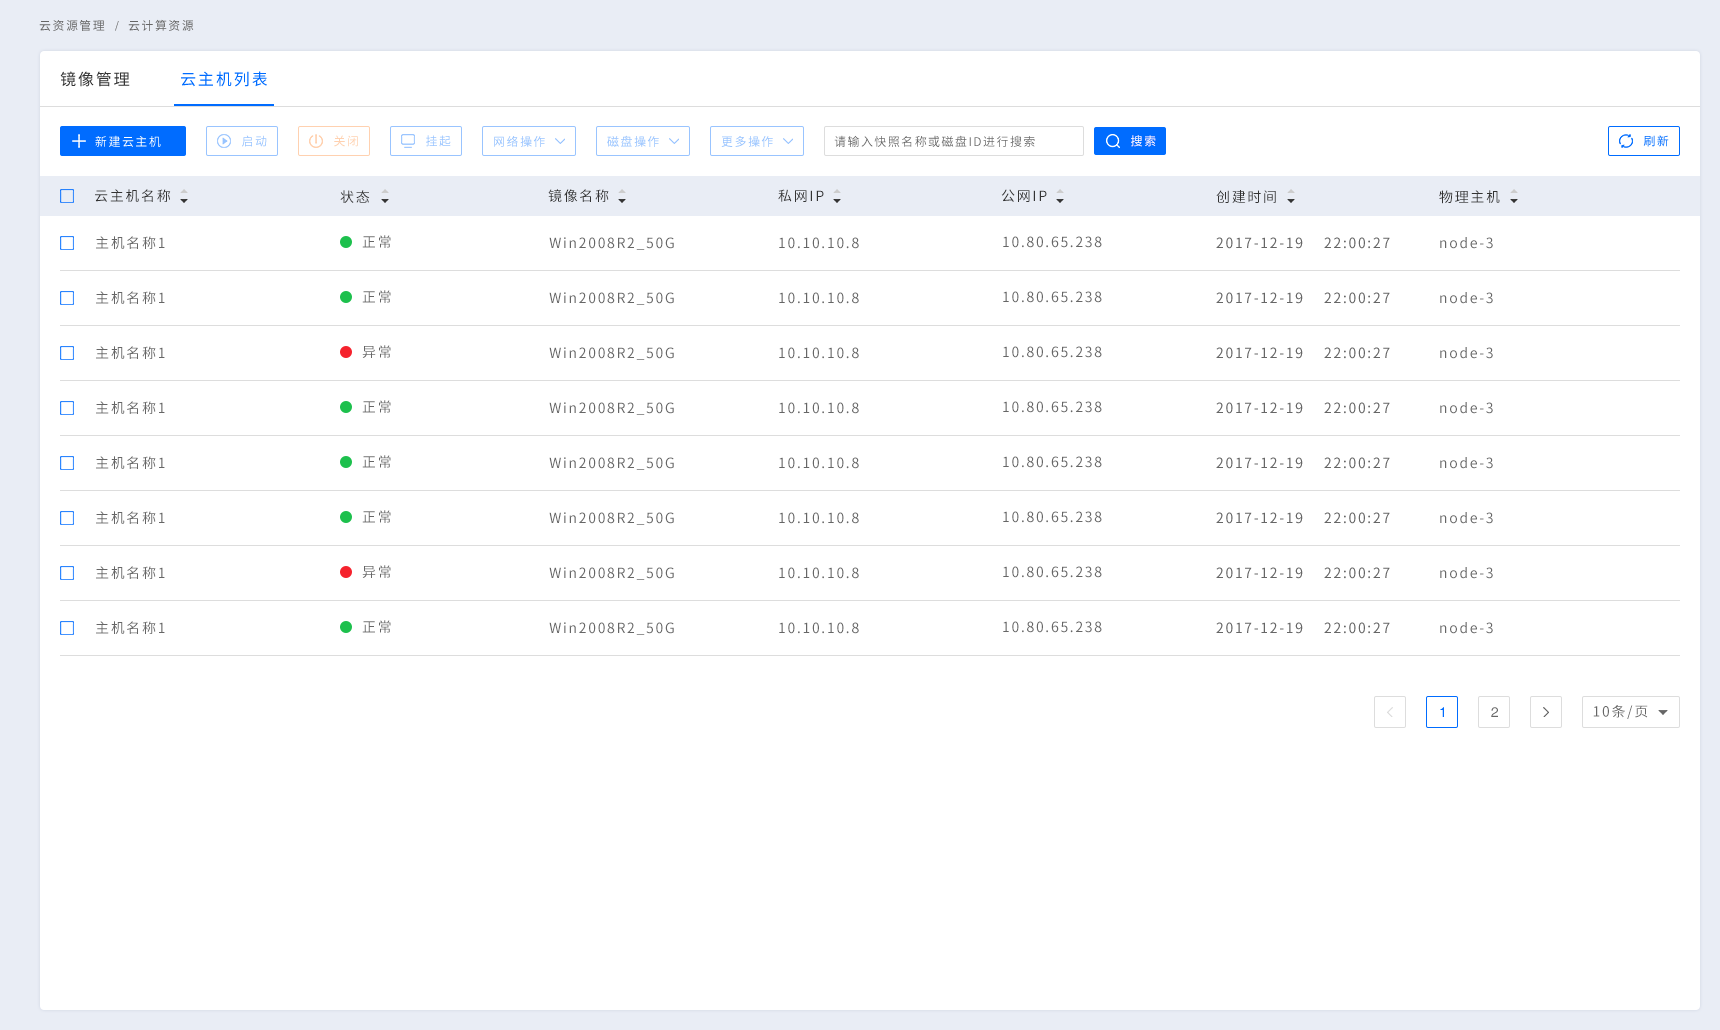 云资源管理 / 云计算资源
镜像管理 云主机列表
新建云主机 启动 关闭 挂起 网络操作 磁盘操作 更多操作 请输入快照名称或磁盘ID进行搜索 搜索 刷新
云主机名称 状态 镜像名称 私网IP 公网IP 创建时间 物理主机
主机名称1 正常 Win2008R2_50G 10.10.10.8 10.80.65.238 2017-12-19 22:00:27 node-3
主机名称1 正常 Win2008R2_50G 10.10.10.8 10.80.65.238 2017-12-19 22:00:27 node-3
主机名称1 异常 Win2008R2_50G 10.10.10.8 10.80.65.238 2017-12-19 22:00:27 node-3
主机名称1 正常 Win2008R2_50G 10.10.10.8 10.80.65.238 2017-12-19 22:00:27 node-3
主机名称1 正常 Win2008R2_50G 10.10.10.8 10.80.65.238 2017-12-19 22:00:27 node-3
主机名称1 正常 Win2008R2_50G 10.10.10.8 10.80.65.238 2017-12-19 22:00:27 node-3
主机名称1 异常 Win2008R2_50G 10.10.10.8 10.80.65.238 2017-12-19 22:00:27 node-3
主机名称1 正常 Win2008R2_50G 10.10.10.8 10.80.65.238 2017-12-19 22:00:27 node-3
1 2 10条/页